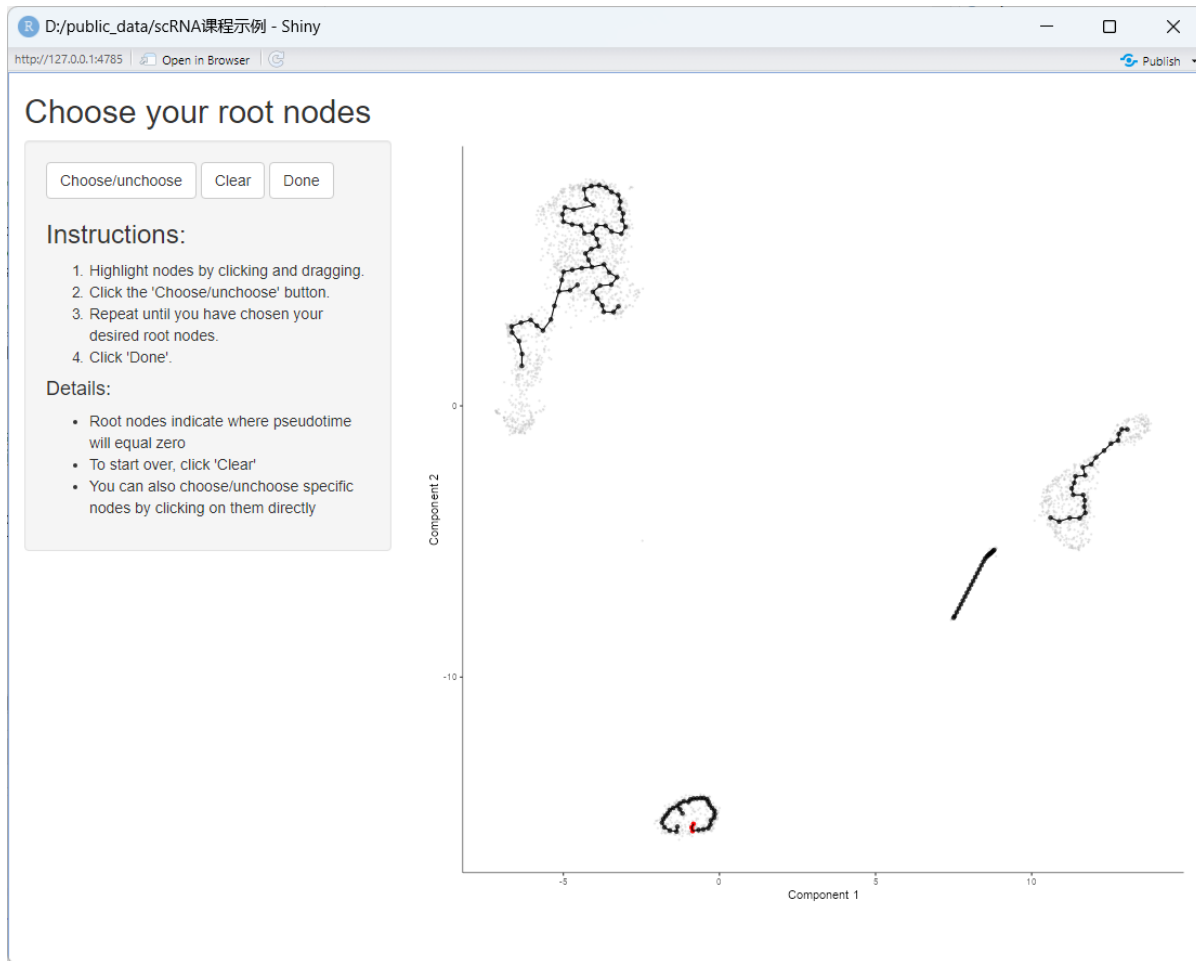 D:/public_data/scRNA课程示例 - Shiny
http://127.0.0.1:4785 Open in Browser Publish
Choose your root nodes
Choose/unchoose Clear Done
Instructions:
1. Highlight nodes by clicking and dragging.
2. Click the 'Choose/unchoose' button.
3. Repeat until you have chosen your
desired root nodes.
4. Click 'Done'.
Details:
• Root nodes indicate where pseudotime
will equal zero
• To start over, click 'Clear'
• You can also choose/unchoose specific
nodes by clicking on them directly
0
-10
Component 2
-5 0 5 10
Component 1